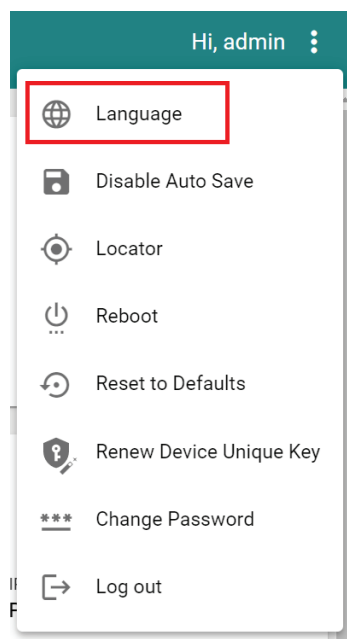 Hi, admin
Language
Disable Auto Save
Locator
Reboot
Reset to Defaults
Renew Device Unique Key
***
Change Password
Log out